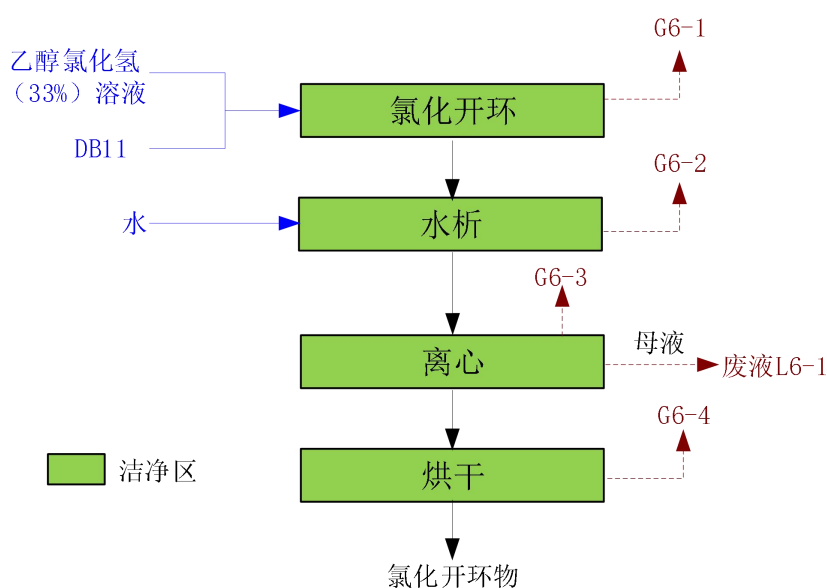 G6-1
乙醇氯化氢
（33%）溶液
氯化开环
DB11
G6-2
水
水析
G6-3
母液
离心
废液L6-1
G6-4
洁净区
烘干
氯化开环物